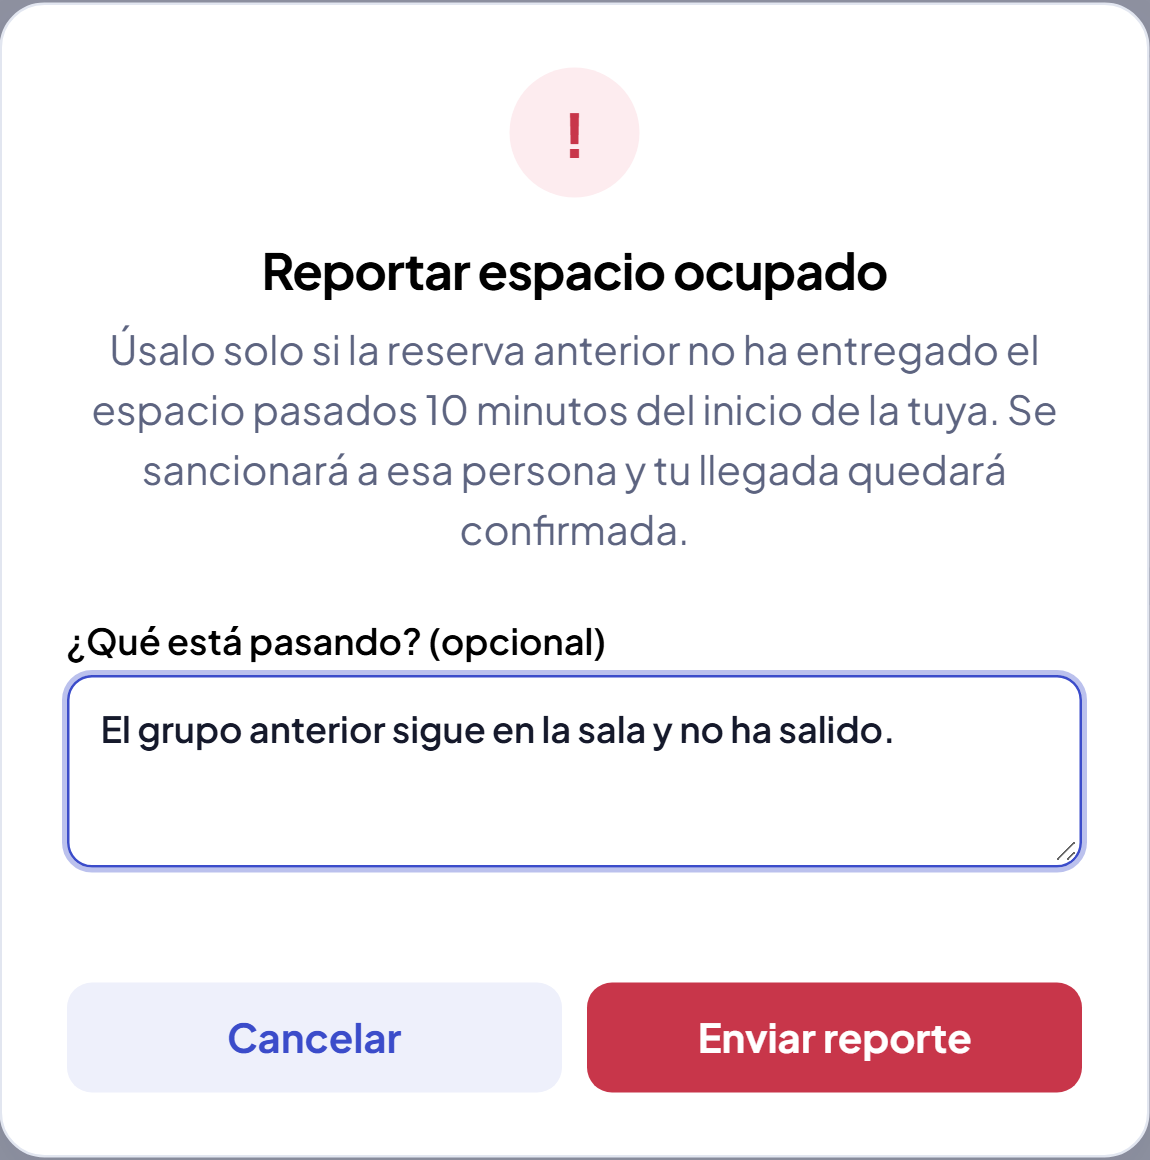 !
Reportar espacio ocupado
Úsalo solo si la reserva anterior no ha entregado el
espacio pasados 10 minutos del inicio de la tuya. Se
sancionará a esa persona y tu llegada quedará
confirmada.
¿Qué está pasando? (opcional)
El grupo anterior sigue en la sala y no ha salido.
Cancelar
Enviar reporte